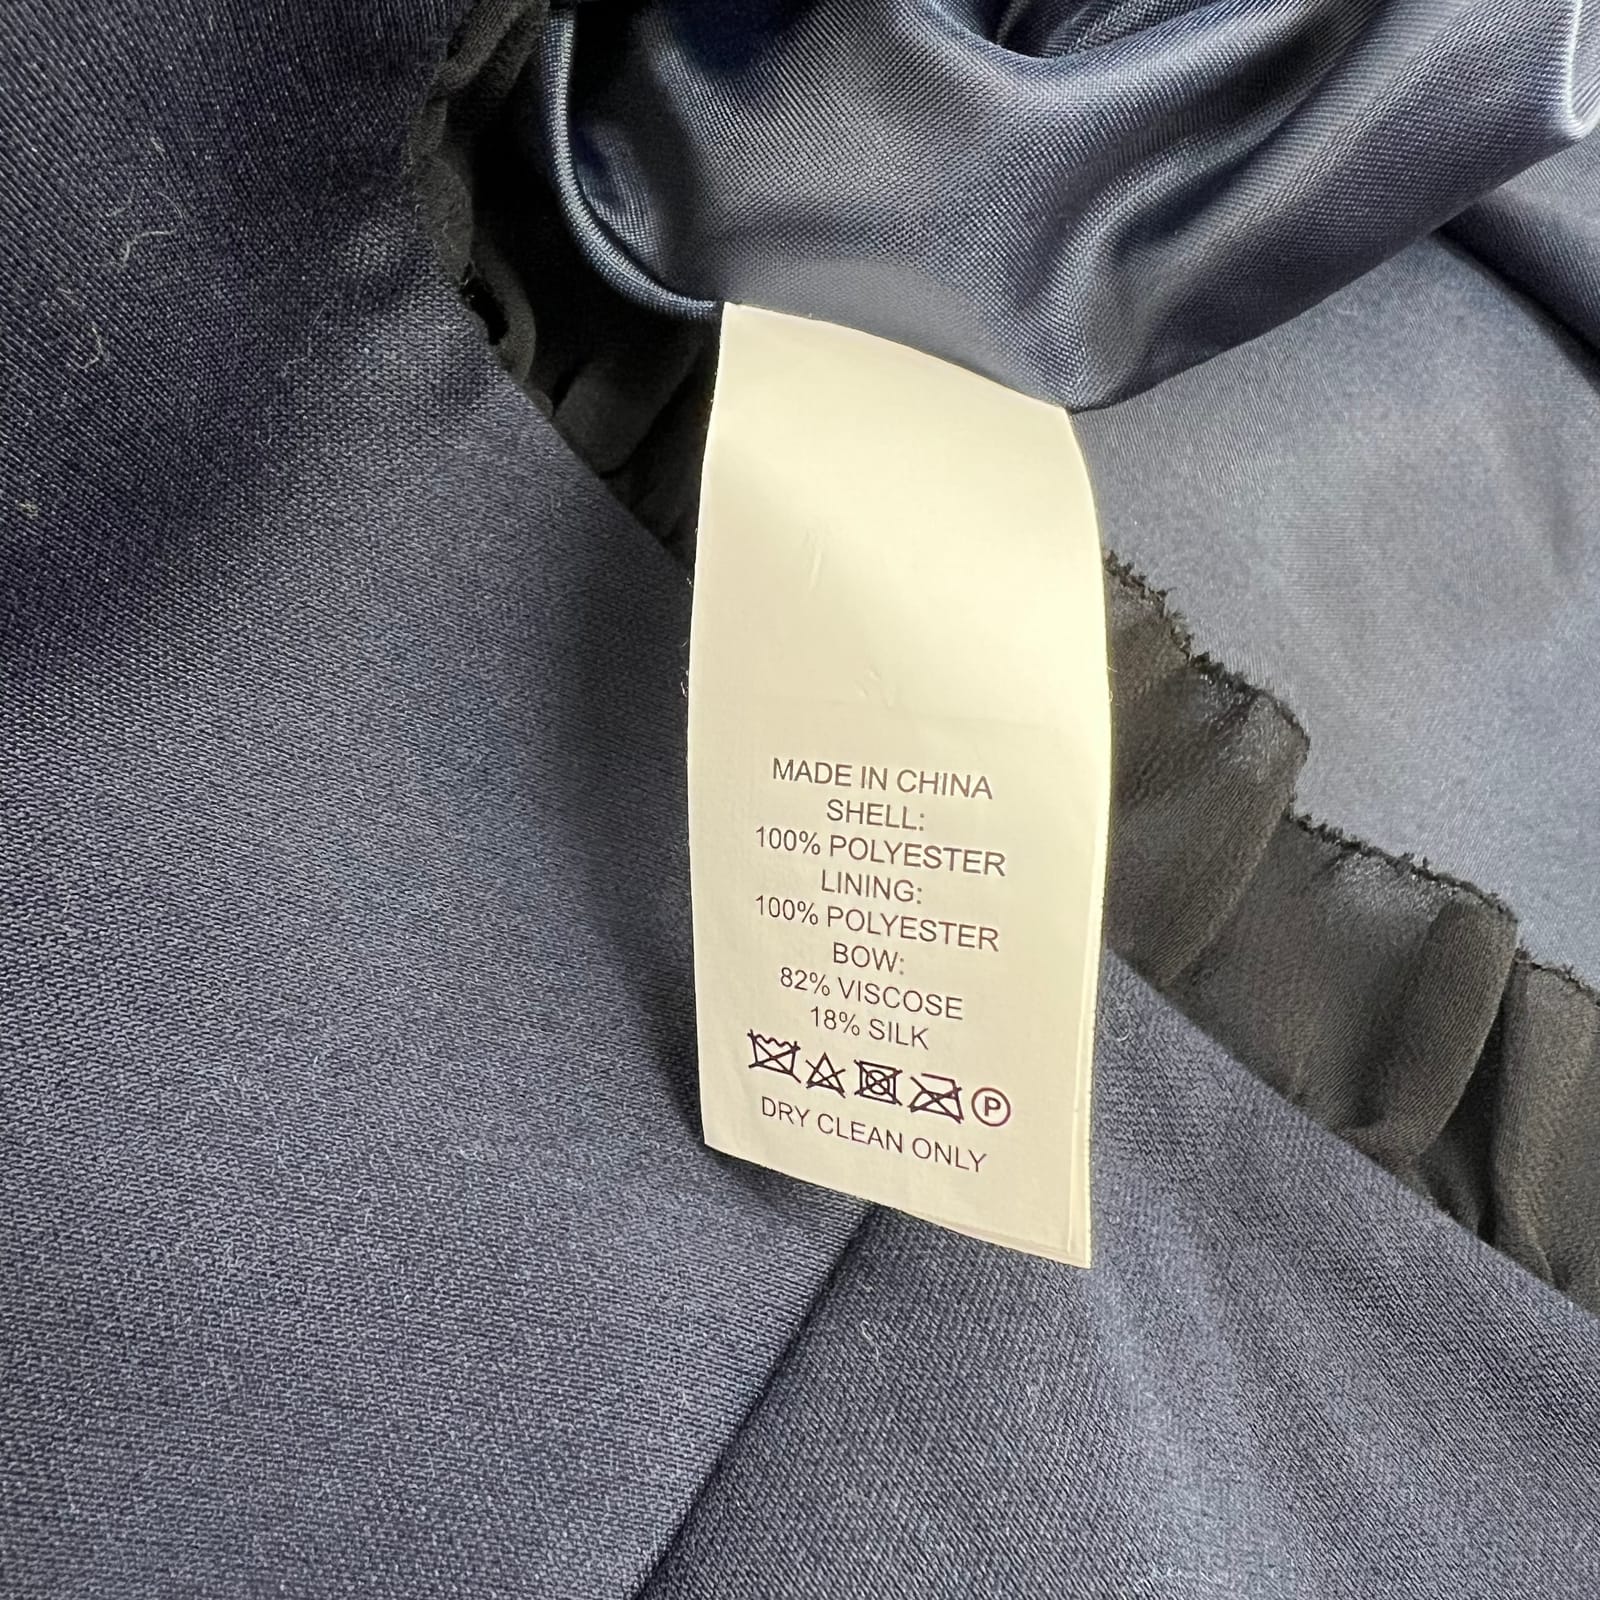 MADE IN CHINA
SHELL:
100% POLYESTER
LINING:
100% POLYESTER
BOW:
82% VISCOSE
18% SILK
P
DRY CLEAN ONLY